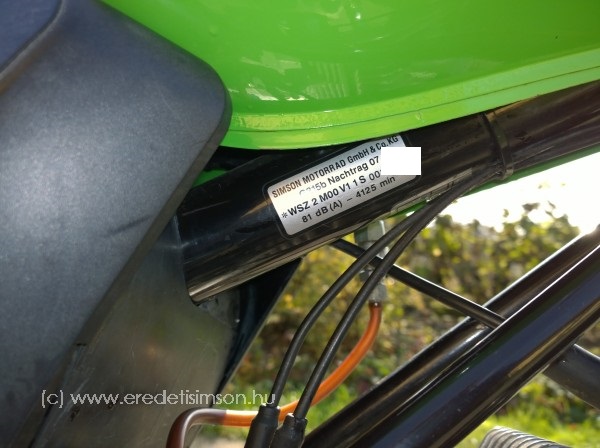 SIMSON MOTORRAD GmbH & Co. KG
G215b Nachtrag 07
*WSZ 2 M00 V1 1 S 00
81 dB (A) - 4125 min
(c) www.eredetisimson.hu